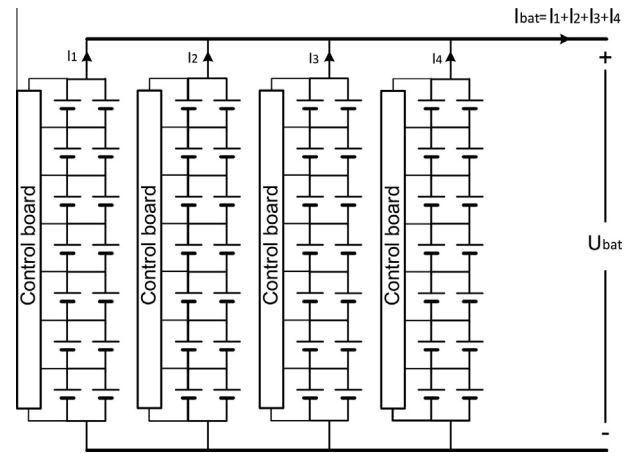 Ibat= I1+I2+I3+I4
I1
I2
I3
I4
+
Control board
Control board
Control board
Control board
Ubat
-